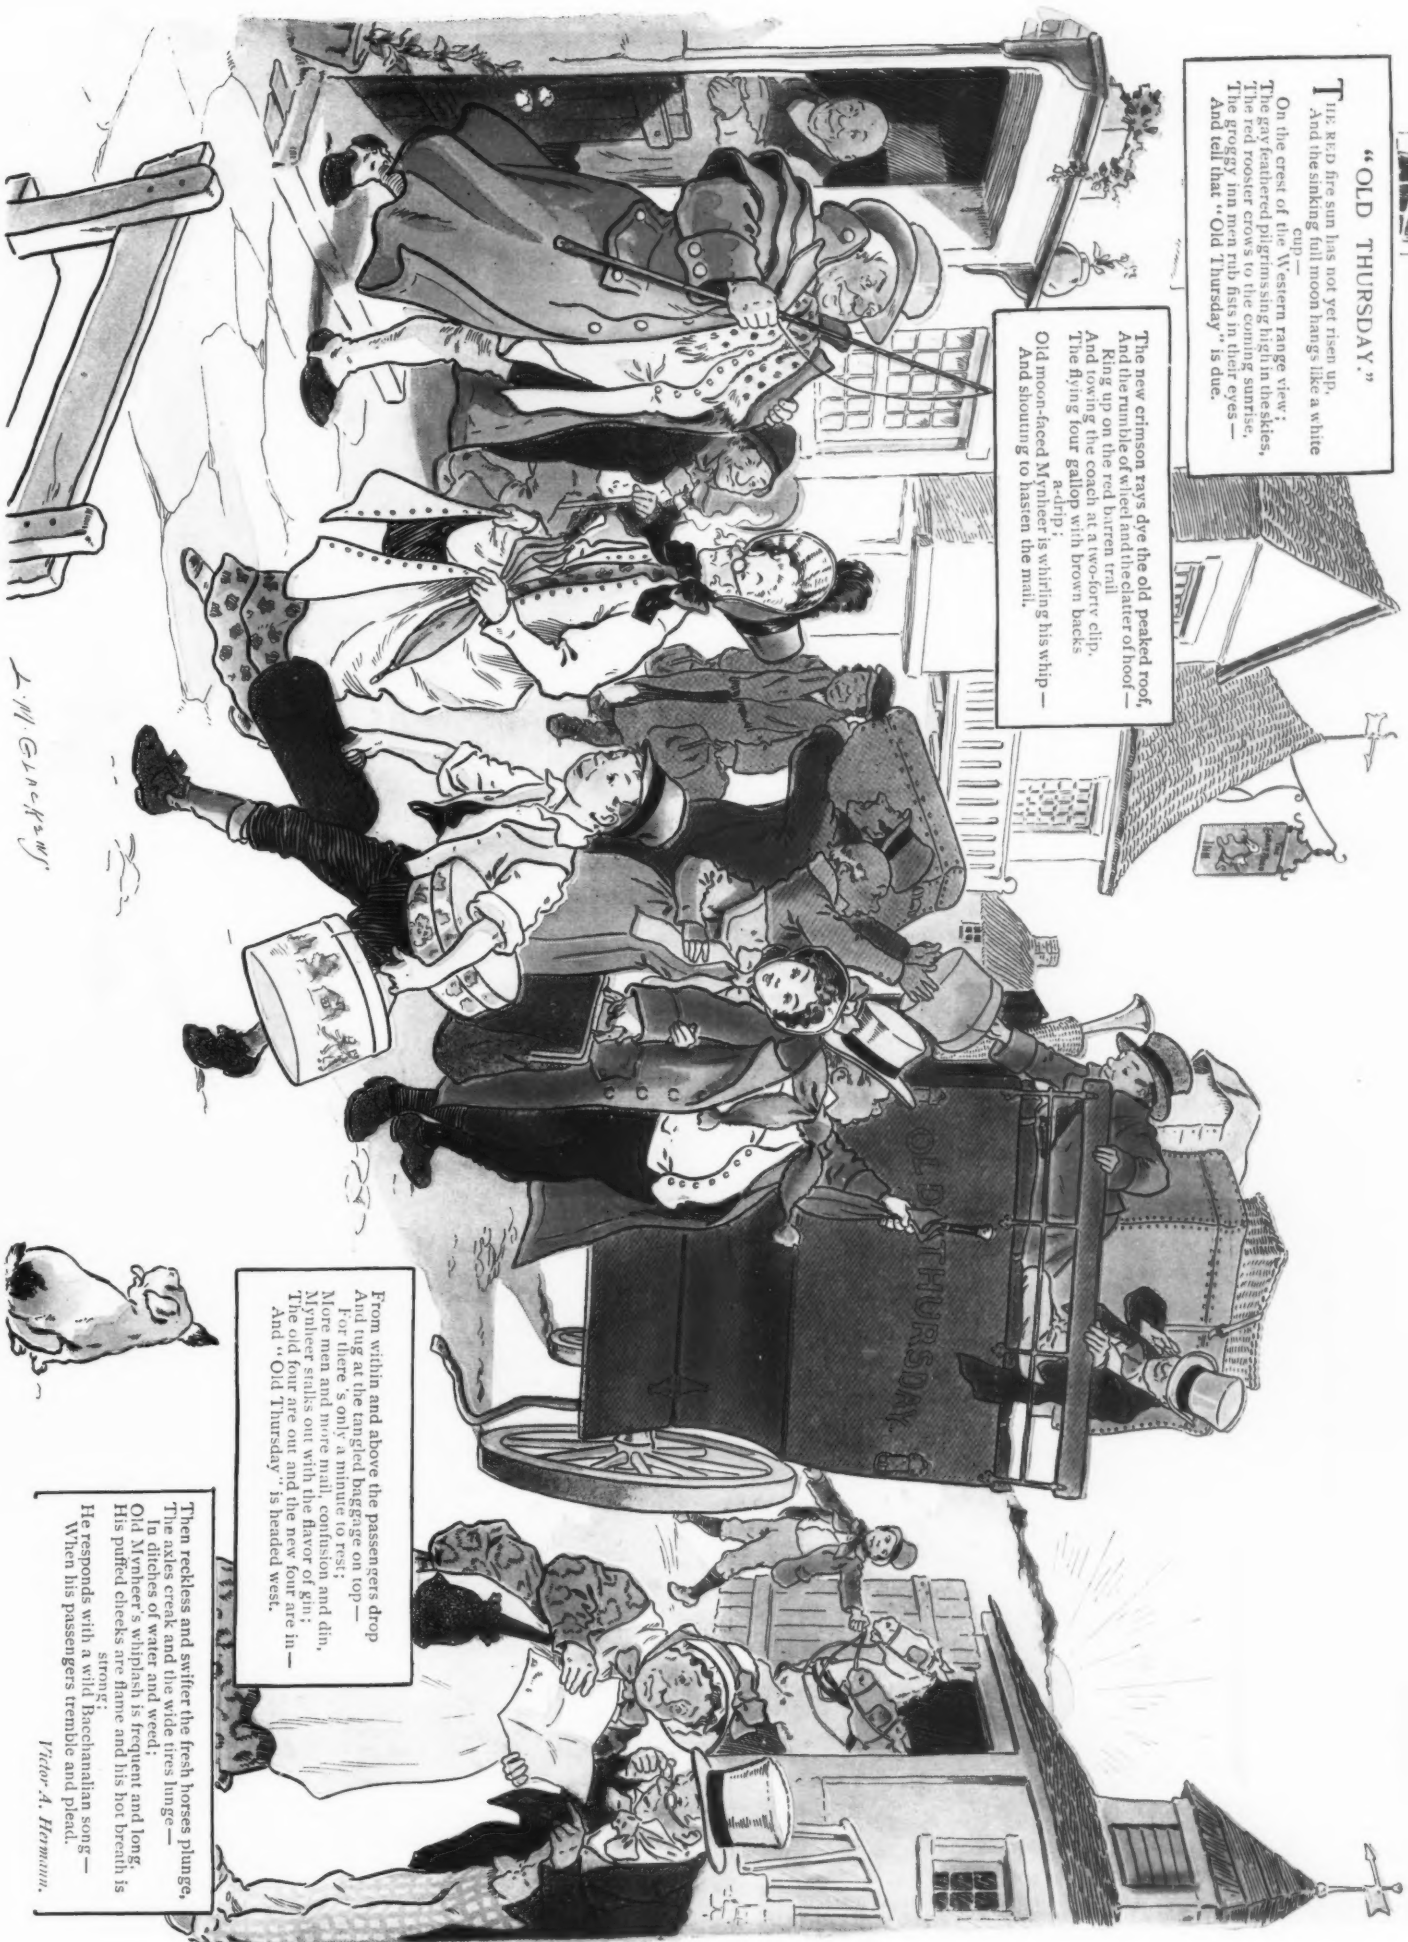 “OLD THURSDAY.”
THE RED fire sun has not yet risen up,
And the sinking full moon hangs like a white
cup—
On the crest of the Western range view;
The gay feathered pilgrims sing high in the skies,
The red rooster crows to the coming sunrise,
The groggy inn men rub fists in their eyes—
And tell that “Old Thursday” is due.
The new crimson rays dye the old peaked roof,
And the rumble of wheel and the clatter of hoof—
Ring up on the red barren trail
And towing the coach at a two-forty clip,
The flying four gallop with brown backs
a-drip;
Old moon-faced Mynheer is whirling his whip—
And shouting to hasten the mail.
INN
OLD THURSDAY
From within and above the passengers drop
And tug at the tangled baggage on top—
For there 's only a minute to rest;
More men and more mail, confusion and din,
Mynheer stalks out with the flavor of gin;
The old four are out and the new four are in—
And “Old Thursday” is headed west.
Then reckless and swifter the fresh horses plunge,
The axles creak and the wide tires lunge—
In ditches of water and weed;
Old Mynheer's whiplash is frequent and long,
His puffed cheeks are flame and his hot breath is
strong;
He responds with a wild Bacchanalian song—
When his passengers tremble and plead.
Victor A. Hermann.
L.M. GLACKENS